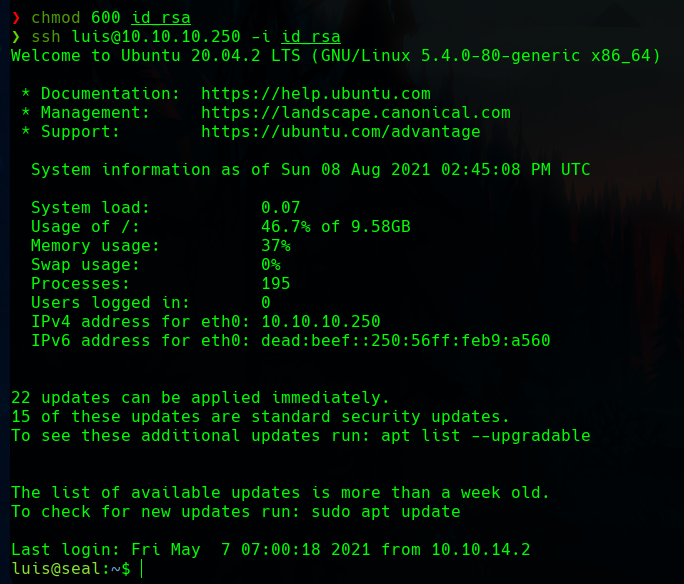 ❯ chmod 600 id_rsa
❯ ssh luis@10.10.10.250 -i id_rsa
Welcome to Ubuntu 20.04.2 LTS (GNU/Linux 5.4.0-80-generic x86_64)
* Documentation:  https://help.ubuntu.com
* Management:     https://landscape.canonical.com
* Support:        https://ubuntu.com/advantage
System information as of Sun 08 Aug 2021 02:45:08 PM UTC
System load:           0.07
Usage of /:            46.7% of 9.58GB
Memory usage:          37%
Swap usage:            0%
Processes:             195
Users logged in:       0
IPv4 address for eth0: 10.10.10.250
IPv6 address for eth0: dead:beef::250:56ff:feb9:a560
22 updates can be applied immediately.
15 of these updates are standard security updates.
To see these additional updates run: apt list --upgradable
The list of available updates is more than a week old.
To check for new updates run: sudo apt update
Last login: Fri May  7 07:00:18 2021 from 10.10.14.2
luis@seal:~$